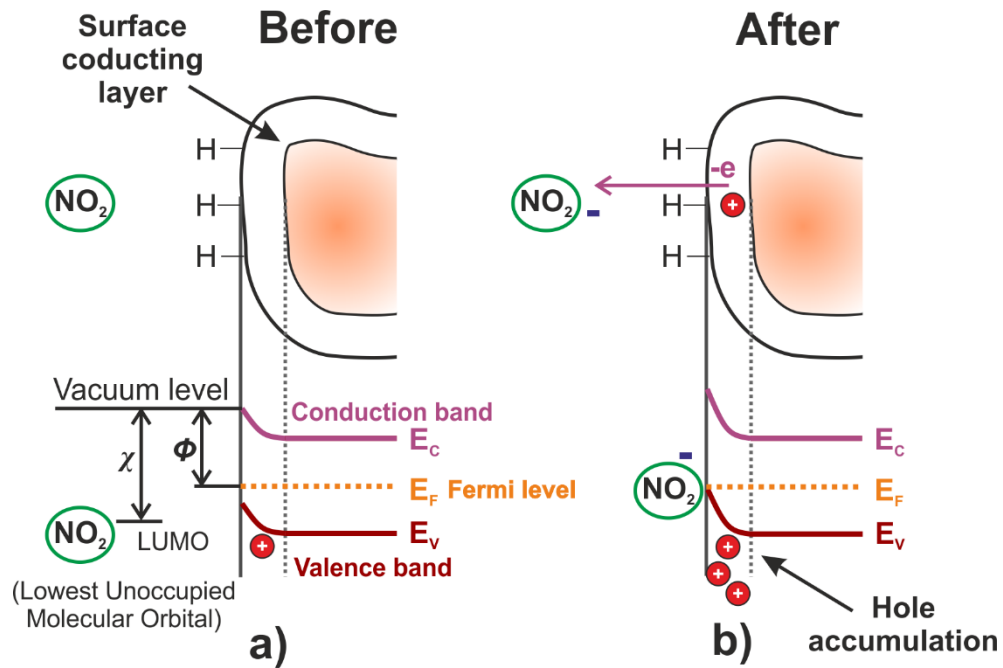 Before
After
Surface
coducting
layer
H
NO2
H
H
-e
H
NO2
-
H
+
H
Vacuum level
Conduction band
χ
Φ
EC
EF Fermi level
NO2
LUMO
EV
+
Valence band
(Lowest Unoccupied
Molecular Orbital)
a)
EC
-
NO2
EF
EV
+
+
+
Hole
accumulation
b)